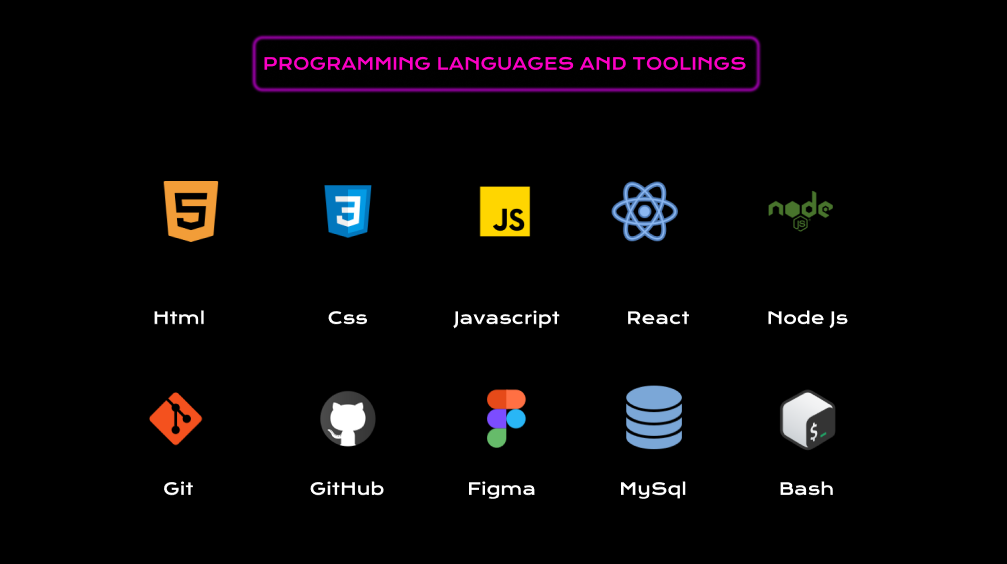 PROGRAMMING LANGUAGES AND TOOLINGS
5 3 JS node JS
Html Css Javascript React Node Js
$
Git GitHub Figma MySql Bash